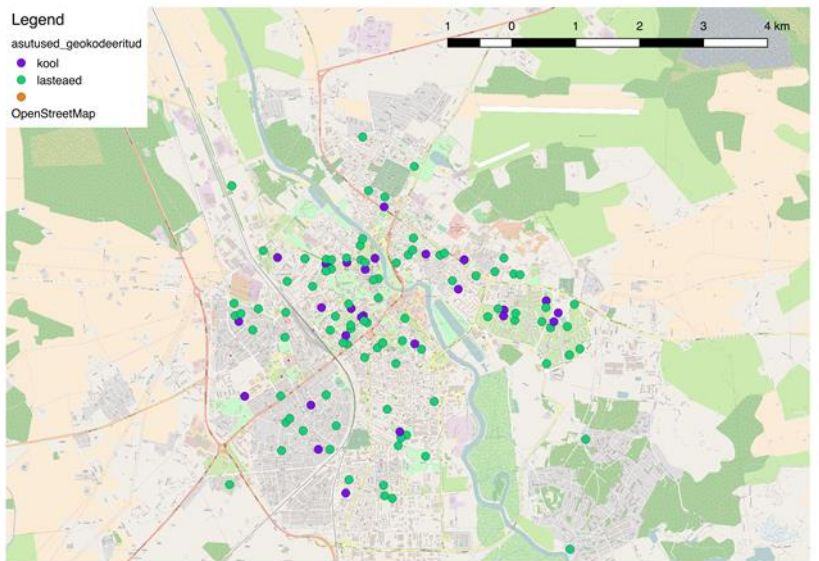 Legend
asutused_geokodeeritud
kool
lasteaed
OpenStreetMap
1 0 1 2 3 4 km